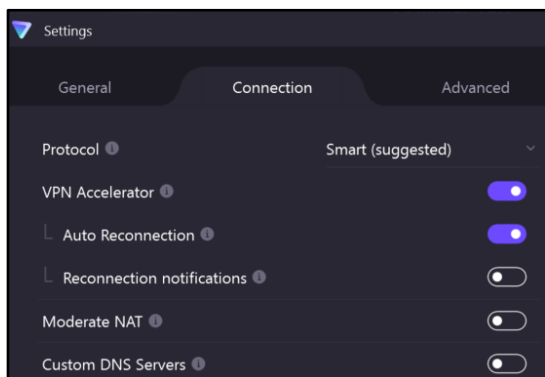 Settings
General Connection Advanced
Protocol Smart (suggested)
VPN Accelerator
Auto Reconnection
Reconnection notifications
Moderate NAT
Custom DNS Servers